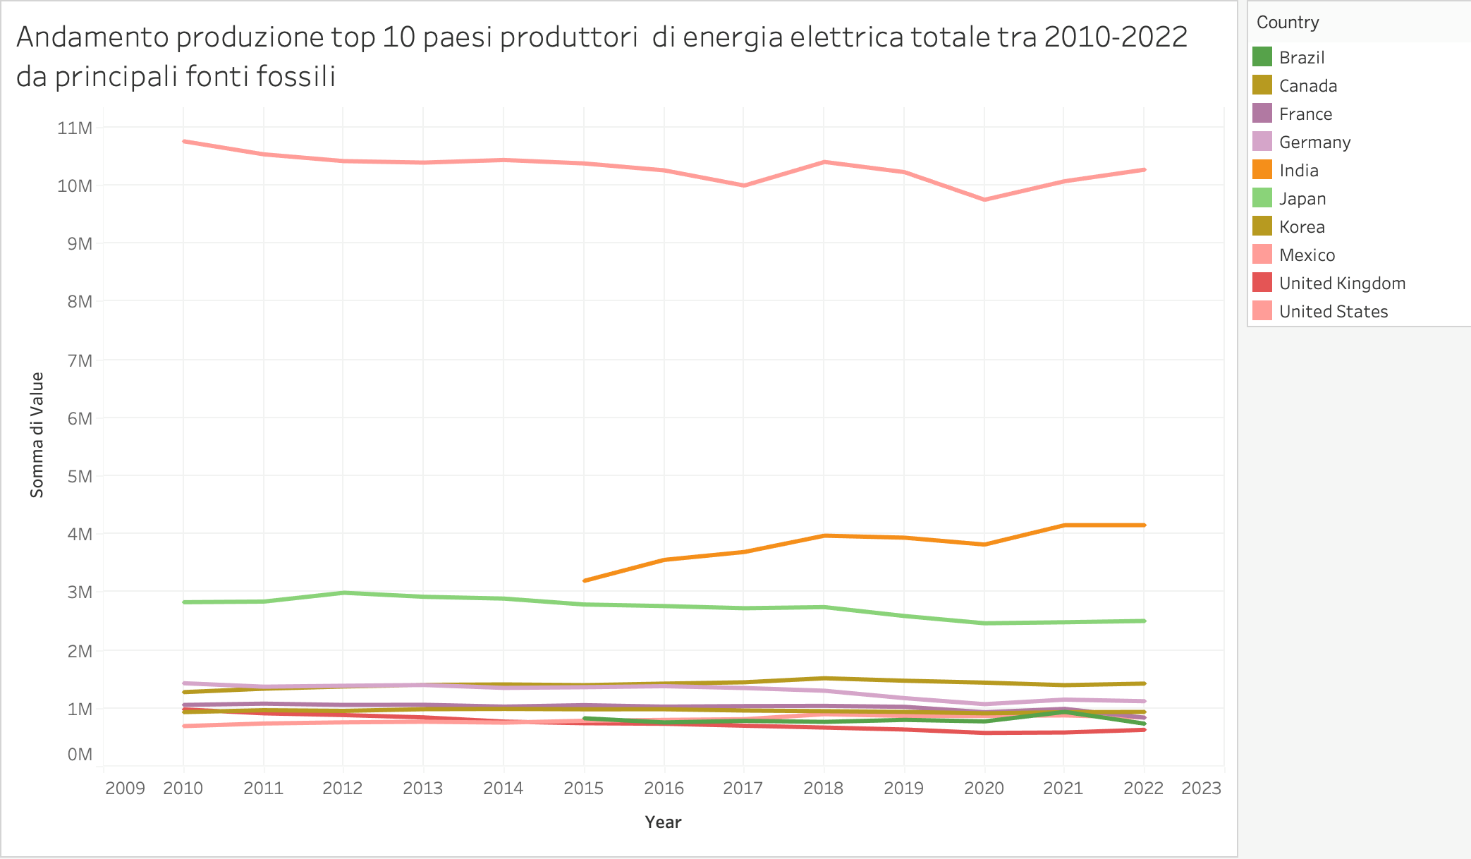 Andamento produzione top 10 paesi produttori  di energia elettrica totale tra 2010-2022
da principali fonti fossili
11M
10M
9M
8M
7M
6M
5M
4M
3M
2M
1M
0M
Somma di Value
2009 2010 2011 2012 2013 2014 2015 2016 2017 2018 2019 2020 2021 2022 2023
Year
Country
Brazil
Canada
France
Germany
India
Japan
Korea
Mexico
United Kingdom
United States